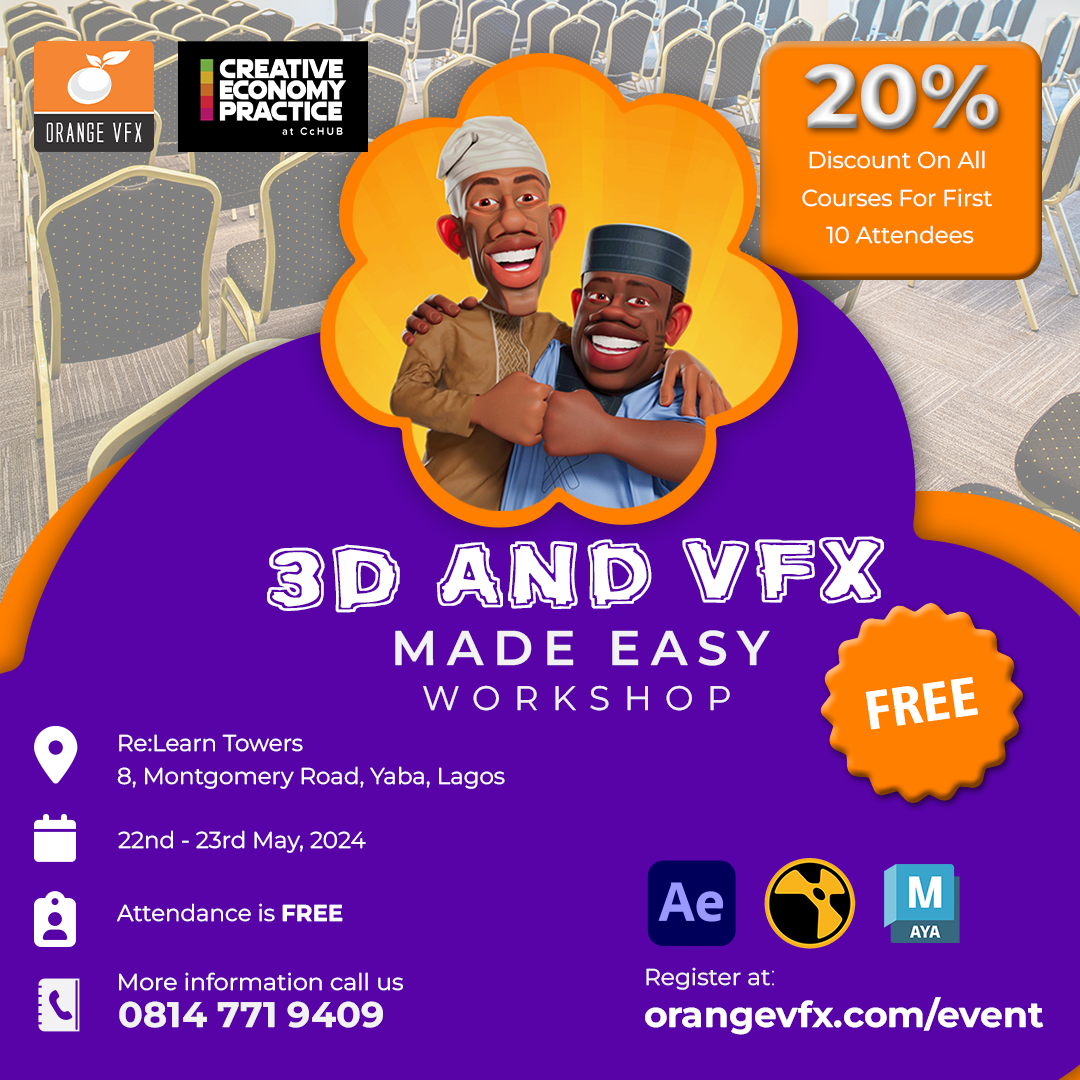 ORANGE VFX
CREATIVE
ECONOMY
PRACTICE
at CcHUB
20%
Discount On All
Courses For First
10 Attendees
3D AND VFX
MADE EASY
WORKSHOP
FREE
Re:Learn Towers
8, Montgomery Road, Yaba, Lagos
22nd - 23rd May, 2024
Attendance is FREE
More information call us
0814 771 9409
Ae
M
AYA
Register at:
orangevfx.com/event